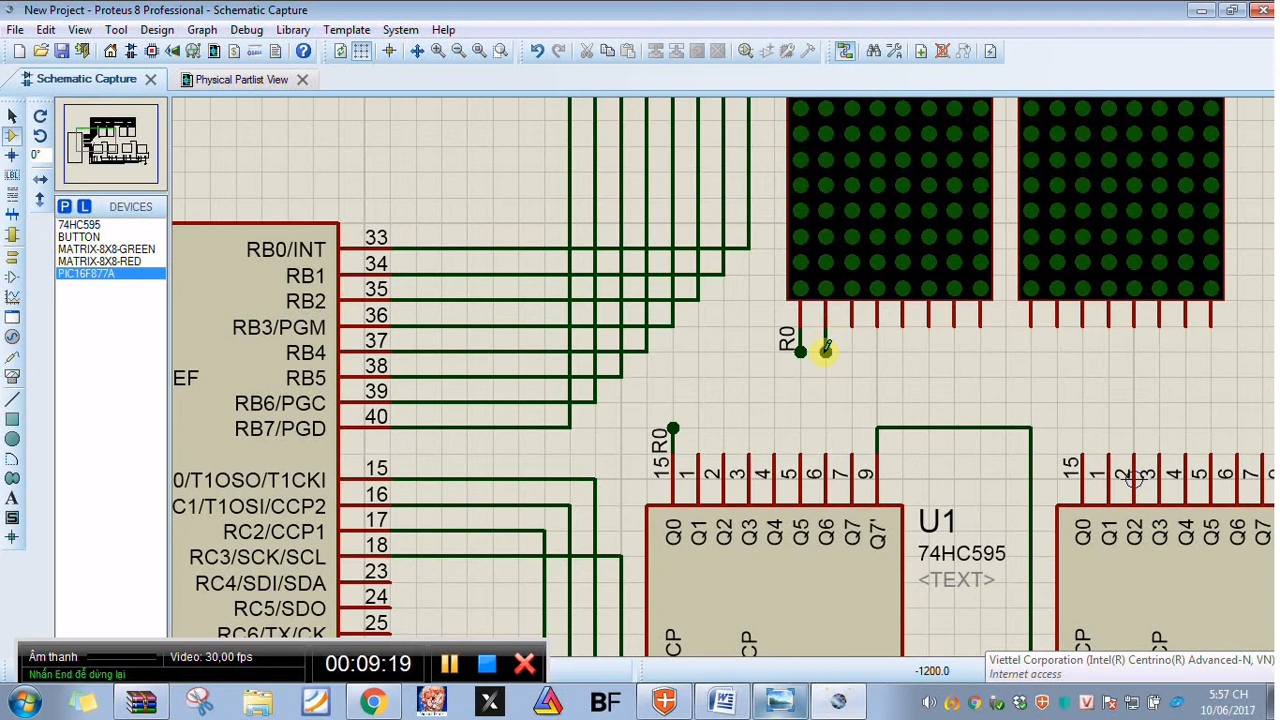 New Project - Proteus 8 Professional - Schematic Capture
File Edit View Tool Design Graph Debug Library Template System Help
Schematic Capture
Physical Partlist View
0°
LBL
P L DEVICES
74HC595
BUTTON
MATRIX-8X8-GREEN
MATRIX-8X8-RED
PIC16F877A
RB0/INT 33
RB1 34
RB2 35
RB3/PGM 36
RB4 37
EF RB5 38
RB6/PGC 39
RB7/PGD 40
0/T1OSO/T1CKI 15
C1/T1OSI/CCP2 16
RC2/CCP1 17
RC3/SCK/SCL 18
RC4/SDI/SDA 23
RC5/SDO 24
RC6/TX/CK 25
R0
R0
15 1 2 3 4 5 6 7 9
Q0 Q1 Q2 Q3 Q4 Q5 Q6 Q7 Q7'
U1
74HC595
<TEXT>
15 1 2 3 4 5 6 7
Q0 Q1 Q2 Q3 Q4 Q5 Q6 Q7
CP CP CP CP
Âm thanh
Video: 30,00 fps
00:09:19
Nhấn End để dừng lại
-1200.0
Viettel Corporation (Intel(R) Centrino(R) Advanced-N, VN)
Internet access
BF
5:57 CH
10/06/2017